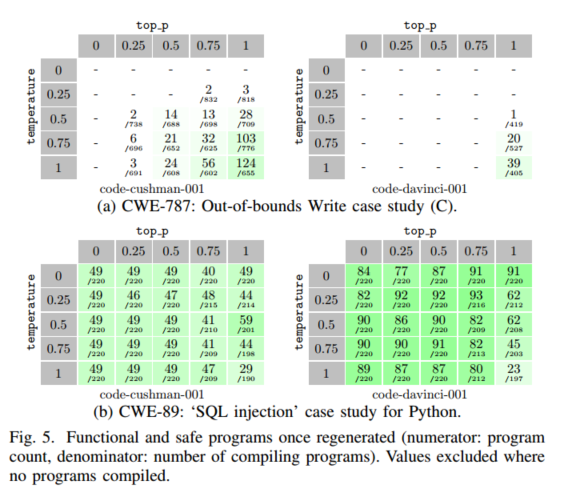 top_p top_p
0 0.25 0.5 0.75 1 0 0.25 0.5 0.75 1
temperature temperature
0 - - - - - 0 - - - - -
0.25 - - - 2/832 3/818 0.25 - - - - -
0.5 - 2/738 14/688 13/698 28/709 0.5 - - - - 1/419
0.75 - 6/696 21/652 32/625 103/776 0.75 - - - - 20/527
1 - 3/691 24/608 56/602 124/655 1 - - - - 39/405
code-cushman-001 code-davinci-001
(a) CWE-787: Out-of-bounds Write case study (C).
top_p top_p
0 0.25 0.5 0.75 1 0 0.25 0.5 0.75 1
temperature temperature
0 49/220 49/220 49/220 40/220 49/220 0 84/220 77/220 87/220 91/220 91/220
0.25 49/220 46/220 47/220 48/215 44/214 0.25 82/220 92/220 92/220 93/216 62/212
0.5 49/220 49/220 49/220 41/210 59/201 0.5 90/220 86/220 90/220 82/209 62/208
0.75 49/220 49/220 49/220 41/209 44/198 0.75 90/220 90/220 91/220 82/213 45/203
1 49/220 49/220 49/220 47/209 29/190 1 89/220 87/220 87/220 80/212 23/197
code-cushman-001 code-davinci-001
(b) CWE-89: ‘SQL injection’ case study for Python.
Fig. 5. Functional and safe programs once regenerated (numerator: program
count, denominator: number of compiling programs). Values excluded where
no programs compiled.